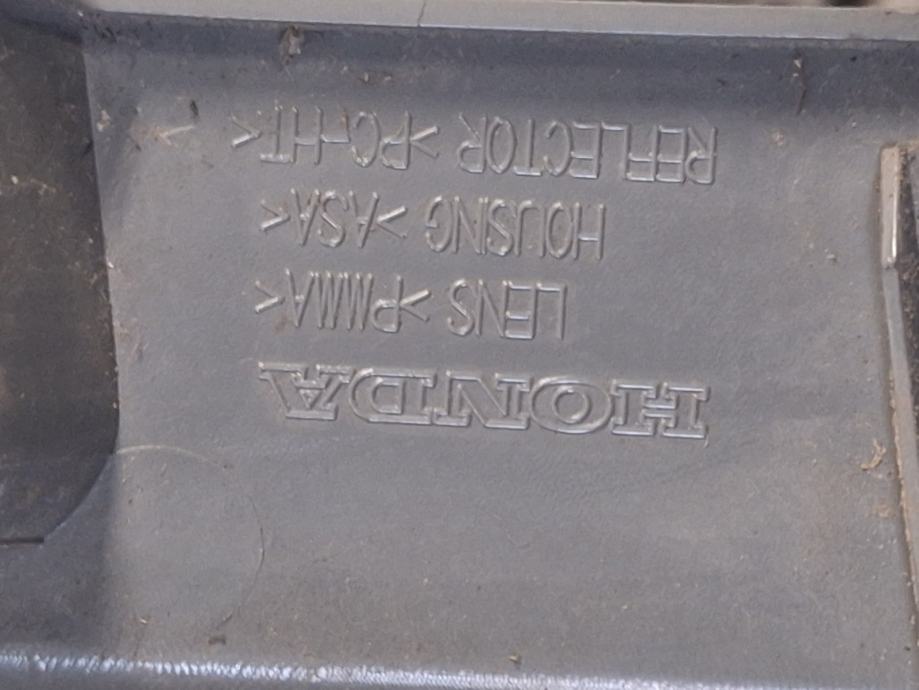 HONDA
LENS >PMMA<
HOUSING >ASA<
REFLECTOR >PC-HT<